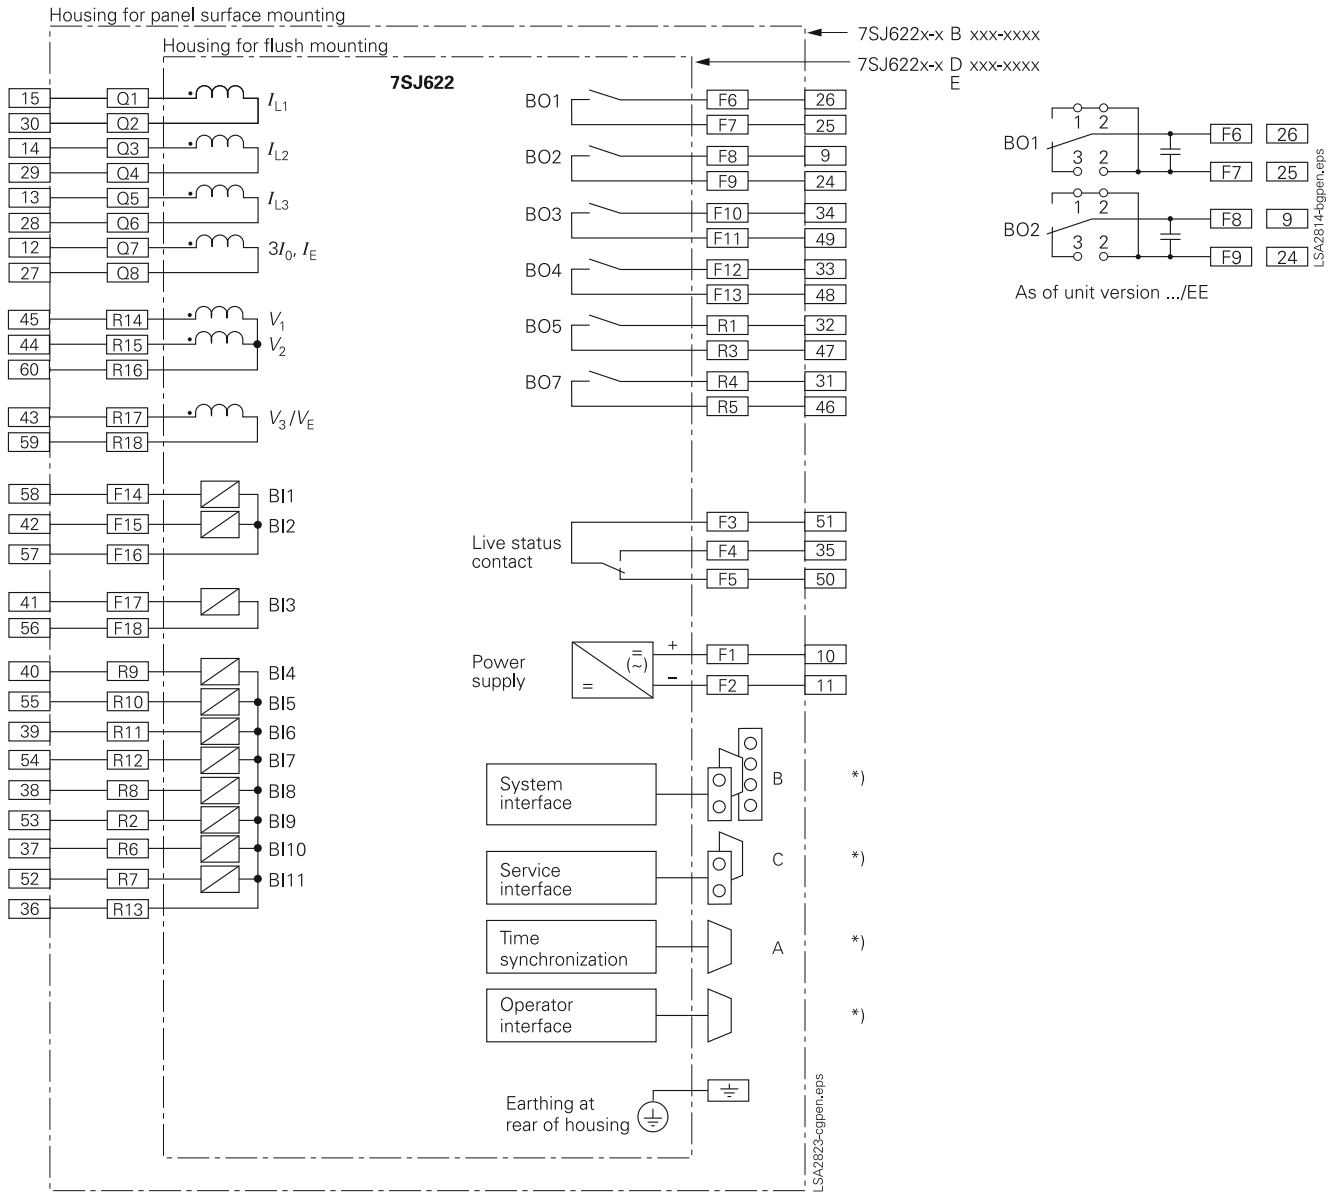 Housing for panel surface mounting
7SJ622x-x B xxx-xxxx
Housing for flush mounting
7SJ622x-x D xxx-xxxx
E
7SJ622
15 Q1 I L1
30 Q2
14 Q3 I L2
29 Q4
13 Q5 I L3
28 Q6
12 Q7 3I0, IE
27 Q8
45 R14 V1
44 R15 V2
60 R16
43 R17 V3/VE
59 R18
58 F14 BI1
42 F15 BI2
57 F16
41 F17 BI3
56 F18
40 R9 BI4
55 R10 BI5
39 R11 BI6
54 R12 BI7
38 R8 BI8
53 R2 BI9
37 R6 BI10
52 R7 BI11
36 R13
BO1 F6 26
F7 25
BO2 F8 9
F9 24
BO3 F10 34
F11 49
BO4 F12 33
F13 48
BO5 R1 32
R3 47
BO7 R4 31
R5 46
Live status
contact
F3 51
F4 35
F5 50
Power
supply
= (~)
=
+ F1 10
- F2 11
System
interface
B *)
Service
interface
C *)
Time
synchronization
A *)
Operator
interface
*)
Earthing at
rear of housing
LSA2823-cgpen.eps
1 2
BO1 F6 26
3 2
F7 25
1 2
BO2 F8 9
3 2
F9 24
As of unit version .../EE
LSA2814-bgpen.eps